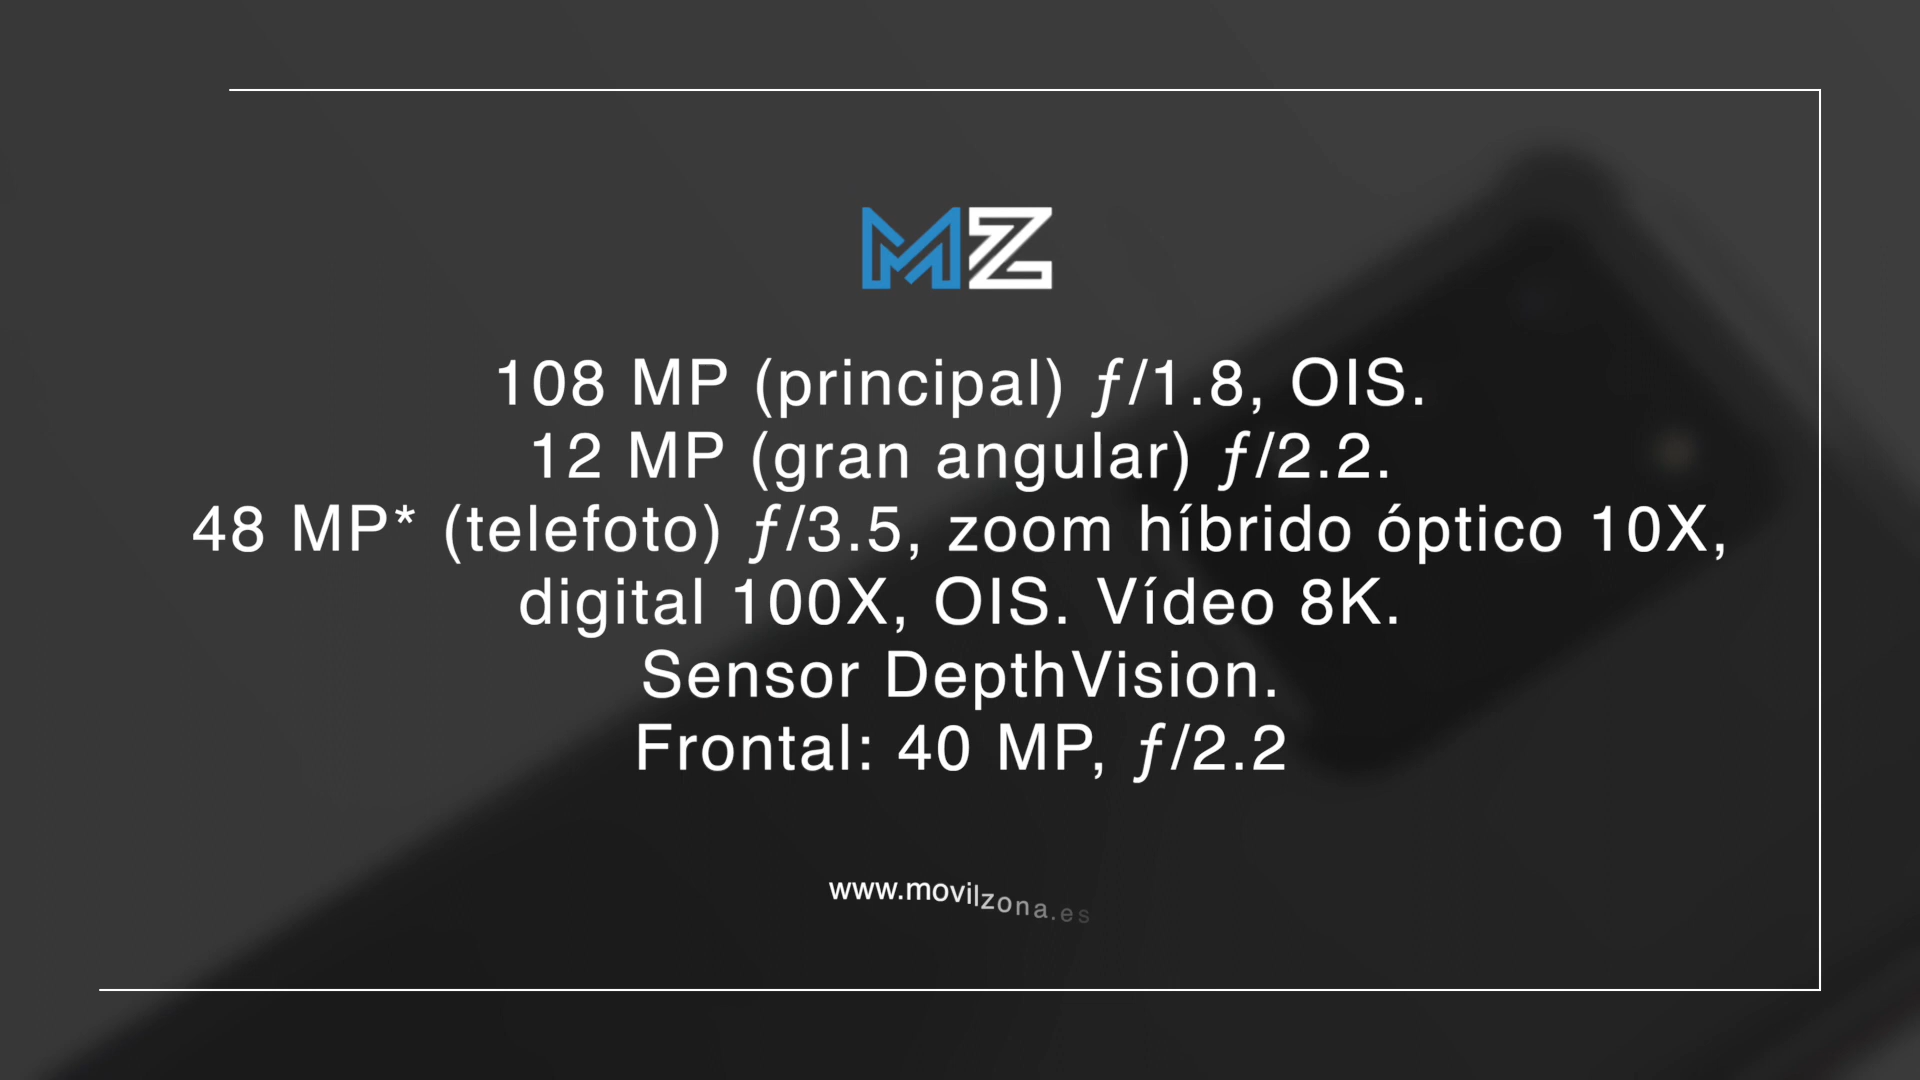 MZ
108 MP (principal) ƒ/1.8, OIS.
12 MP (gran angular) ƒ/2.2.
48 MP* (telefoto) ƒ/3.5, zoom híbrido óptico 10X,
digital 100X, OIS. Vídeo 8K.
Sensor DepthVision.
Frontal: 40 MP, ƒ/2.2
www.movilzona.es